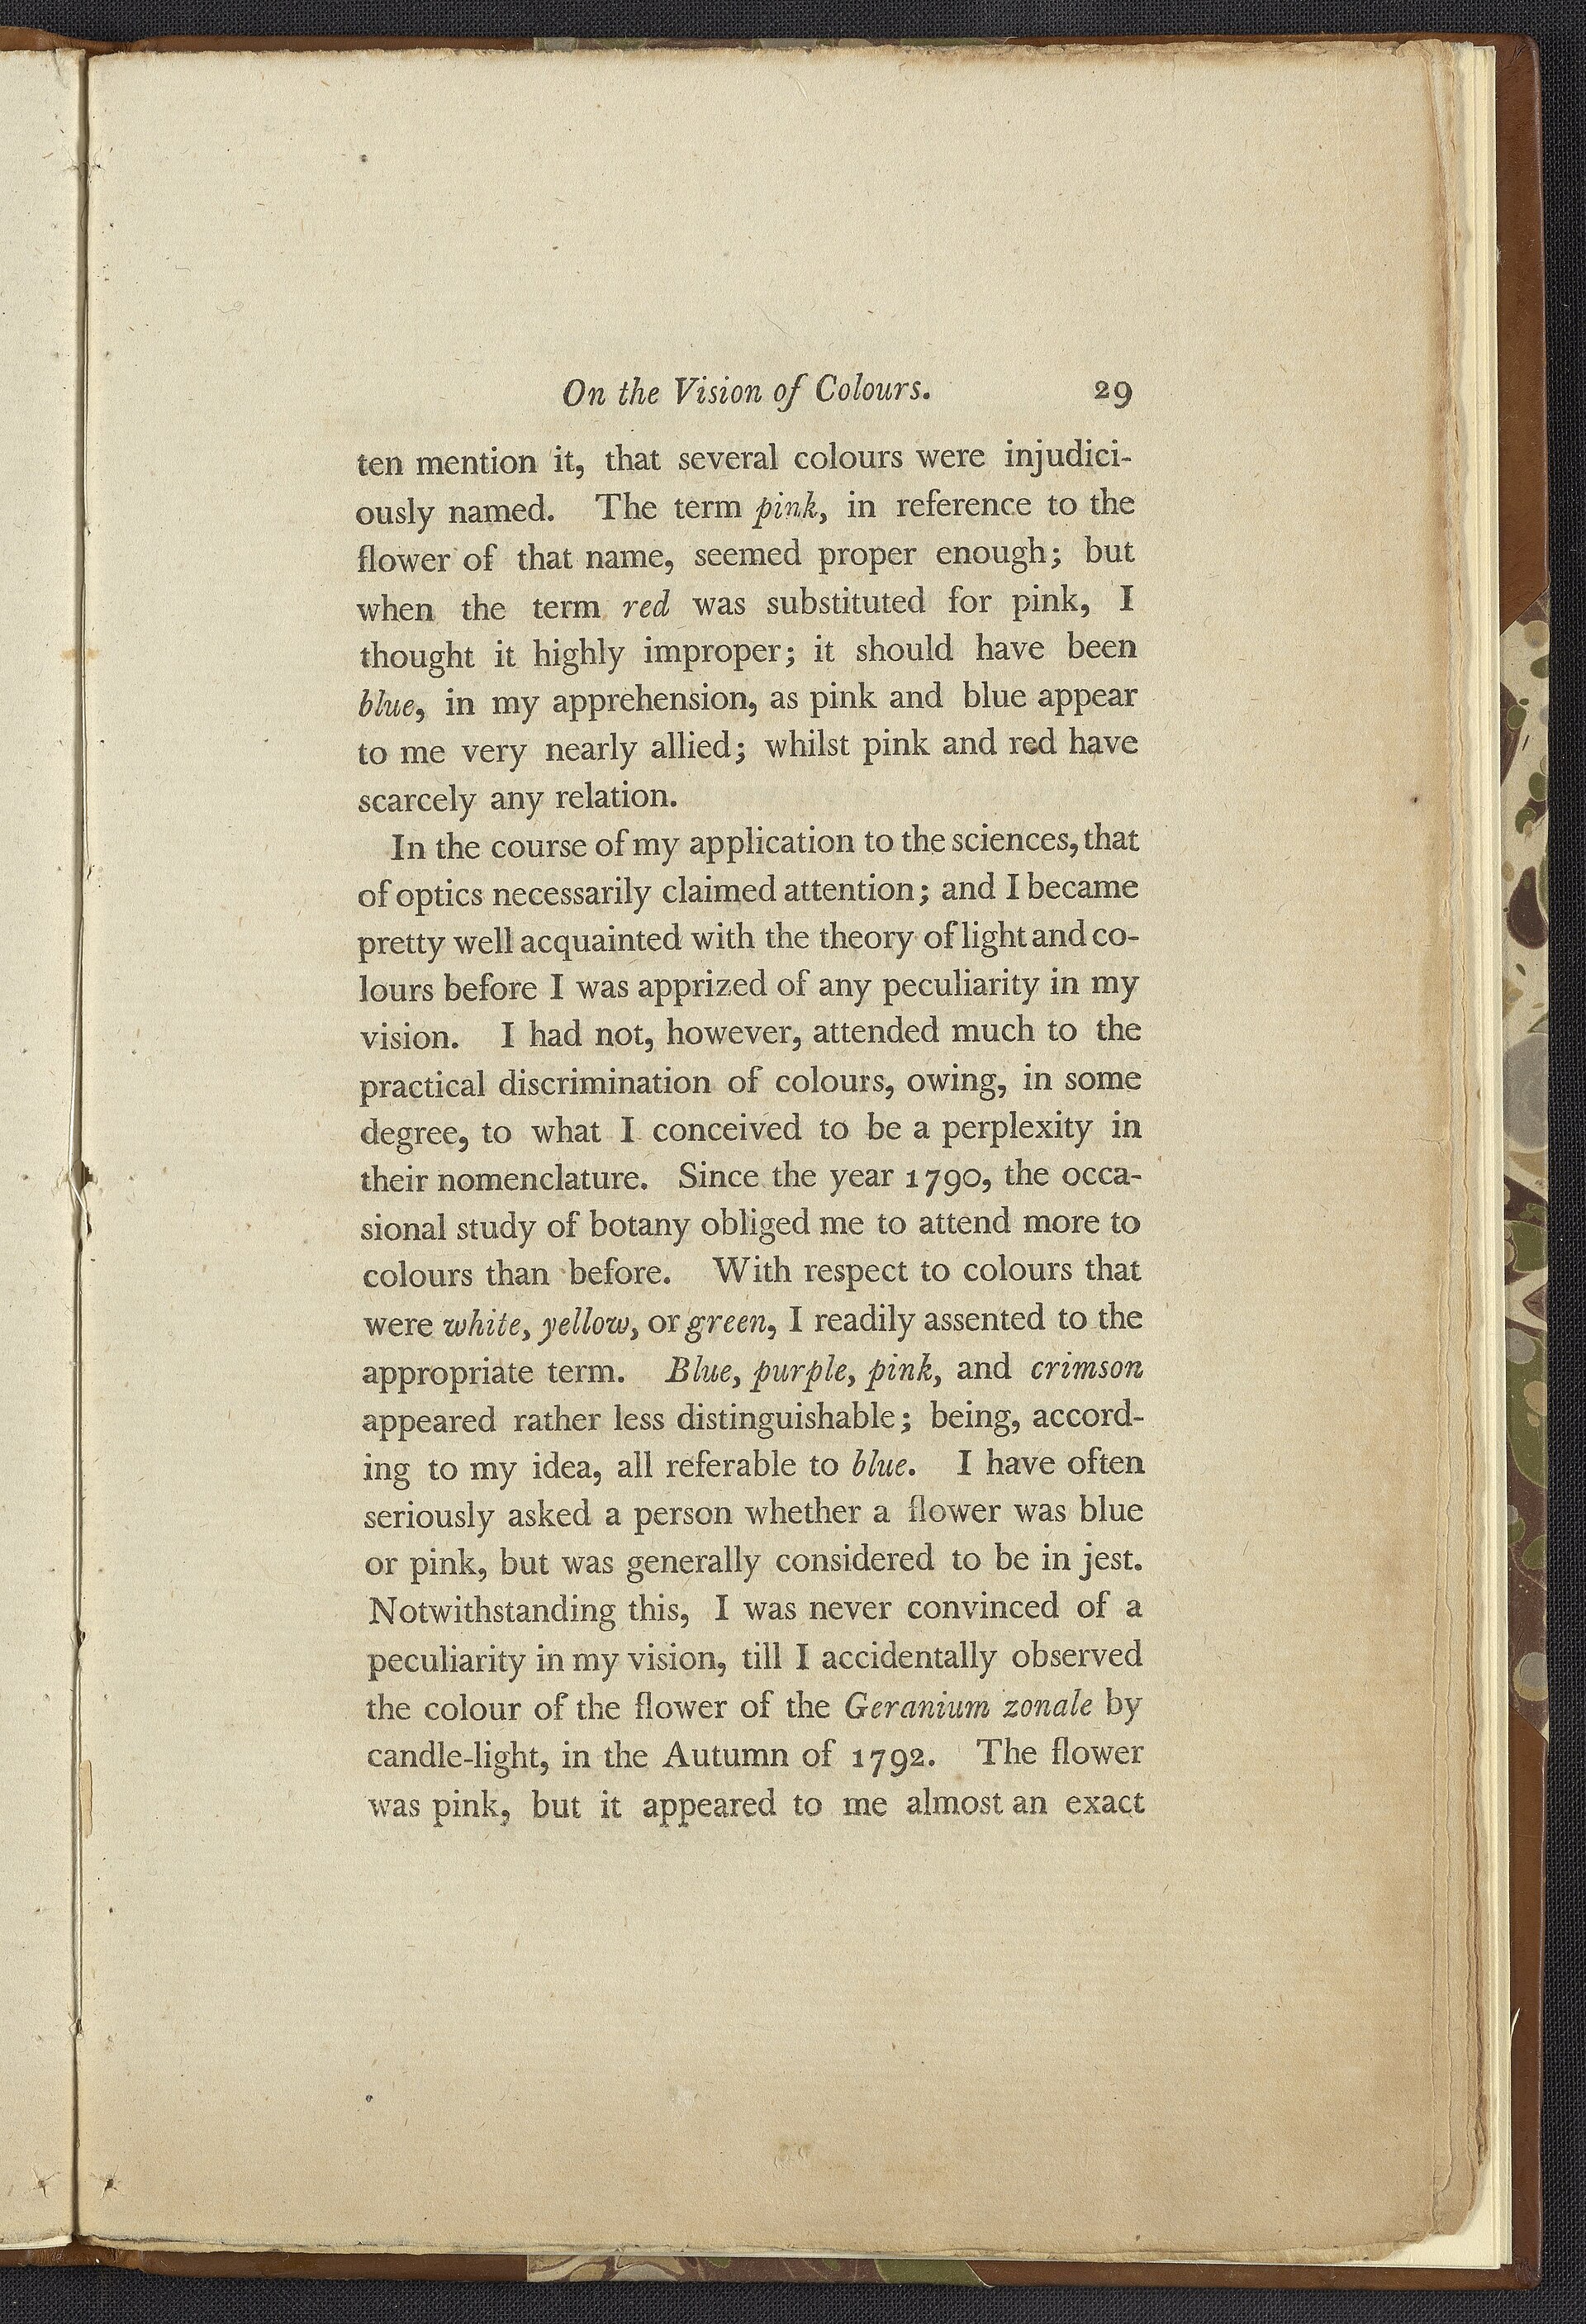 On the Vision of Colours. 29
ten mention it, that several colours were injudici-
ously named. The term pink, in reference to the
flower of that name, seemed proper enough; but
when the term red was substituted for pink, I
thought it highly improper; it should have been
blue, in my apprehension, as pink and blue appear
to me very nearly allied; whilst pink and red have
scarcely any relation.
In the course of my application to the sciences, that
of optics necessarily claimed attention; and I became
pretty well acquainted with the theory of light and co-
lours before I was apprized of any peculiarity in my
vision. I had not, however, attended much to the
practical discrimination of colours, owing, in some
degree, to what I conceived to be a perplexity in
their nomenclature. Since the year 1790, the occa-
sional study of botany obliged me to attend more to
colours than before. With respect to colours that
were white, yellow, or green, I readily assented to the
appropriate term. Blue, purple, pink, and crimson
appeared rather less distinguishable; being, accord-
ing to my idea, all referable to blue. I have often
seriously asked a person whether a flower was blue
or pink, but was generally considered to be in jest.
Notwithstanding this, I was never convinced of a
peculiarity in my vision, till I accidentally observed
the colour of the flower of the Geranium zonale by
candle-light, in the Autumn of 1792. The flower
was pink, but it appeared to me almost an exact